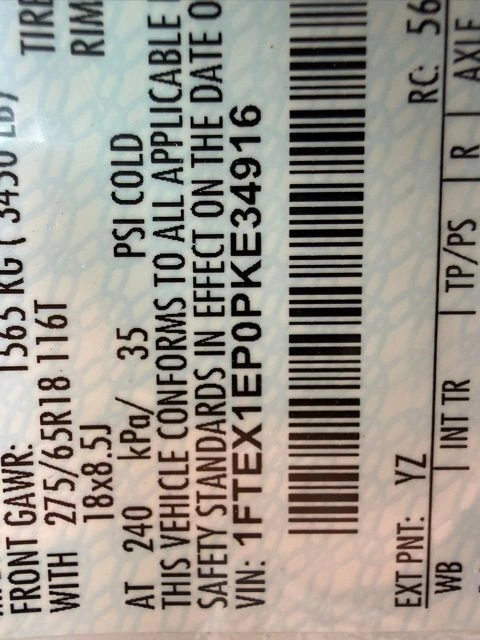 FRONT GAWR: 1565 KG ( 3450 LB)
WITH 275/65R18 116T TIRE
18x8.5J RIM
AT 240 kPa/ 35 PSI COLD
THIS VEHICLE CONFORMS TO ALL APPLICABLE
SAFETY STANDARDS IN EFFECT ON THE DATE O
VIN: 1FTEX1EP0PKE34916
EXT PNT: YZ RC: 56
WB INT TR TP/PS R AXLE